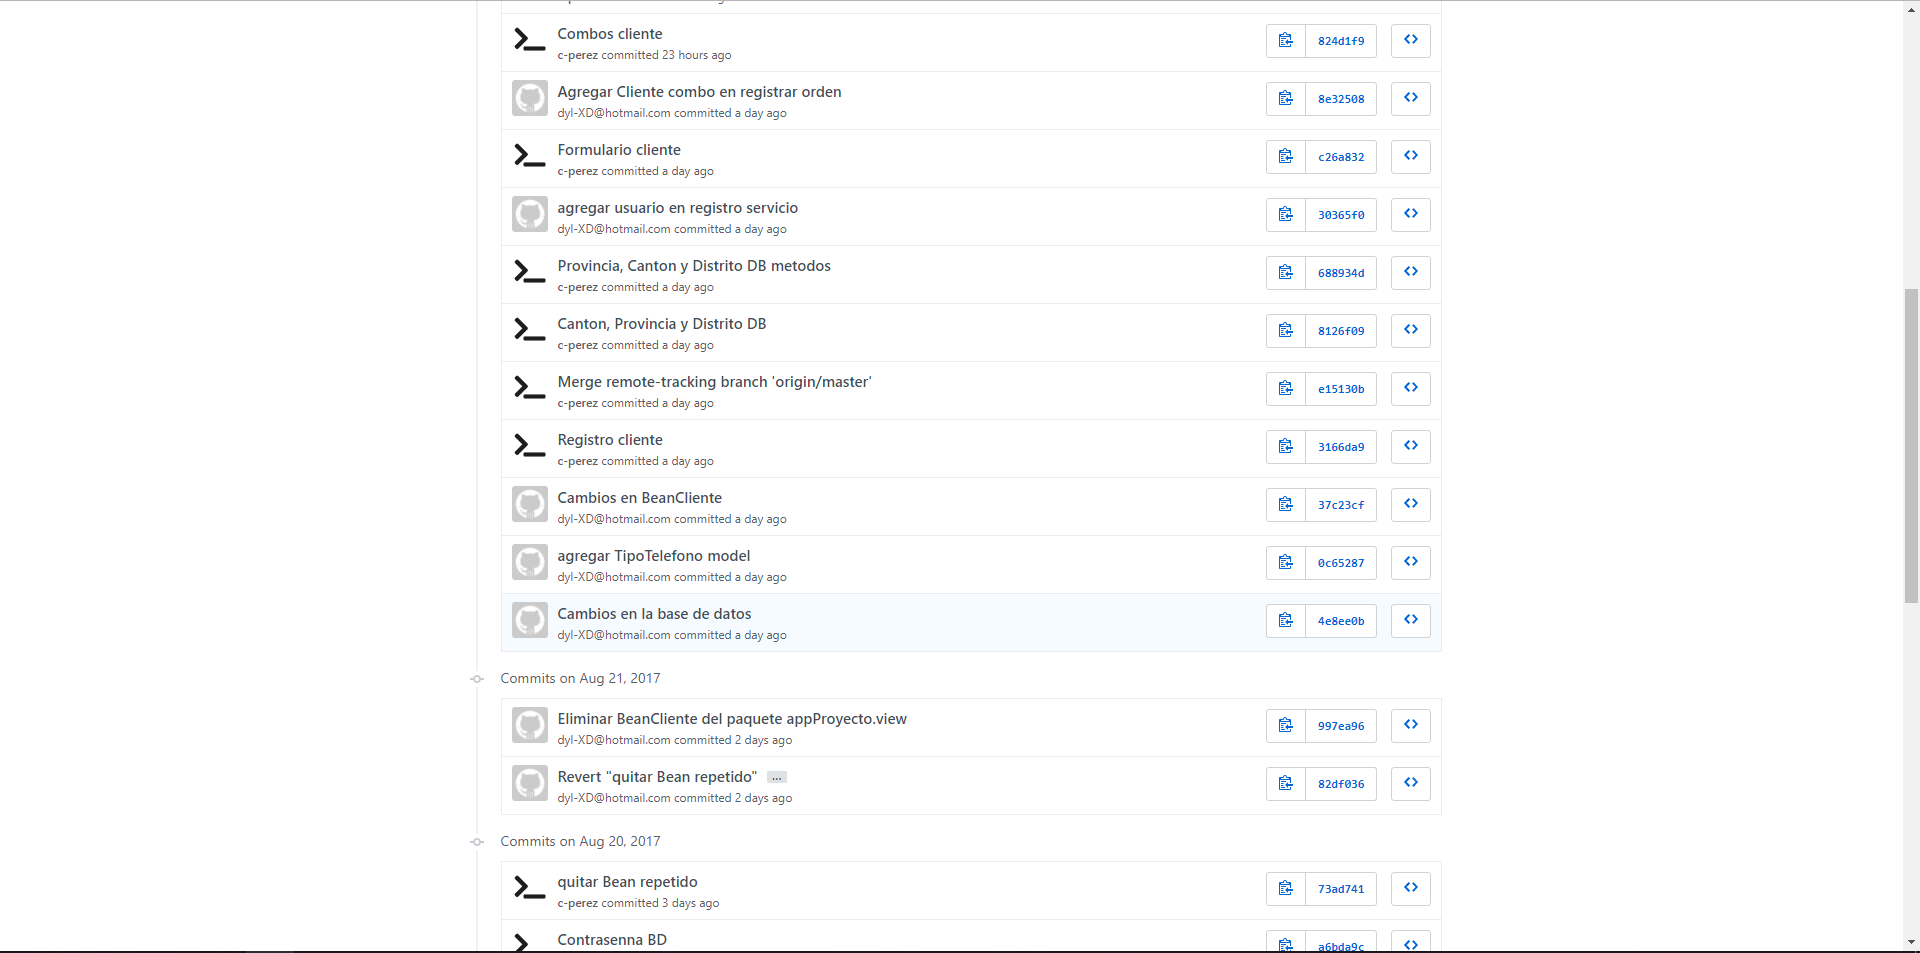 Combos cliente
c-perez committed 23 hours ago
824d1f9
Agregar Cliente combo en registrar orden
dyl-XD@hotmail.com committed a day ago
8e32508
Formulario cliente
c-perez committed a day ago
c26a832
agregar usuario en registro servicio
dyl-XD@hotmail.com committed a day ago
30365f0
Provincia, Canton y Distrito DB metodos
c-perez committed a day ago
688934d
Canton, Provincia y Distrito DB
c-perez committed a day ago
8126f09
Merge remote-tracking branch 'origin/master'
c-perez committed a day ago
e15130b
Registro cliente
c-perez committed a day ago
3166da9
Cambios en BeanCliente
dyl-XD@hotmail.com committed a day ago
37c23cf
agregar TipoTelefono model
dyl-XD@hotmail.com committed a day ago
0c65287
Cambios en la base de datos
dyl-XD@hotmail.com committed a day ago
4e8ee0b
Commits on Aug 21, 2017
Eliminar BeanCliente del paquete appProyecto.view
dyl-XD@hotmail.com committed 2 days ago
997ea96
Revert "quitar Bean repetido" ...
dyl-XD@hotmail.com committed 2 days ago
82df036
Commits on Aug 20, 2017
quitar Bean repetido
c-perez committed 3 days ago
73ad741
Contrasenna BD
a6bda9c